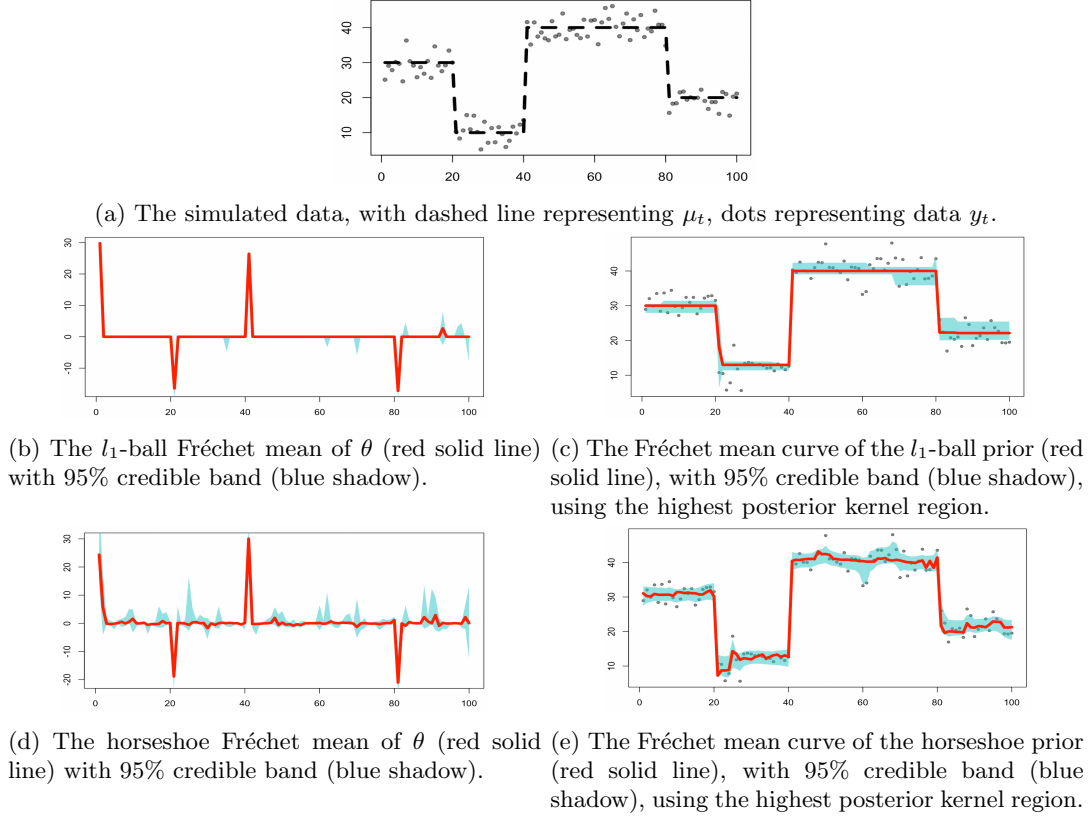 40
30
20
10
0 20 40 60 80 100
(a) The simulated data, with dashed line representing μt, dots representing data yt.
30
20
10
0
-10
0 20 40 60 80 100
40
30
20
10
0 20 40 60 80 100
(b) The l1-ball Fréchet mean of θ (red solid line) with 95% credible band (blue shadow).
(c) The Fréchet mean curve of the l1-ball prior (red solid line), with 95% credible band (blue shadow), using the highest posterior kernel region.
30
20
10
0
-10
-20
0 20 40 60 80 100
40
30
20
10
0 20 40 60 80 100
(d) The horseshoe Fréchet mean of θ (red solid line) with 95% credible band (blue shadow).
(e) The Fréchet mean curve of the horseshoe prior (red solid line), with 95% credible band (blue shadow), using the highest posterior kernel region.